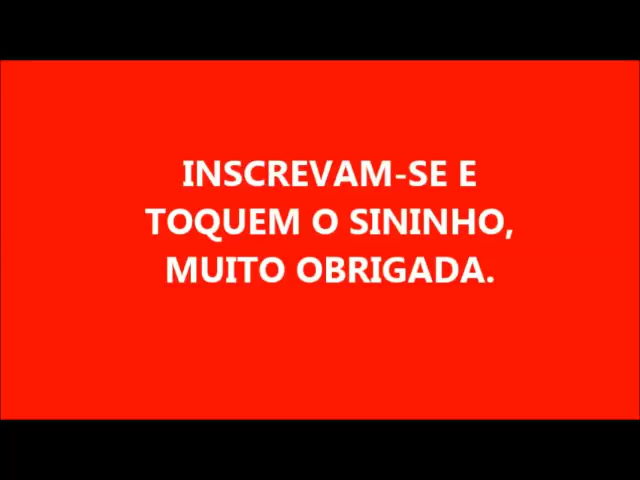 INSCREVAM-SE E
TOQUEM O SININHO,
MUITO OBRIGADA.